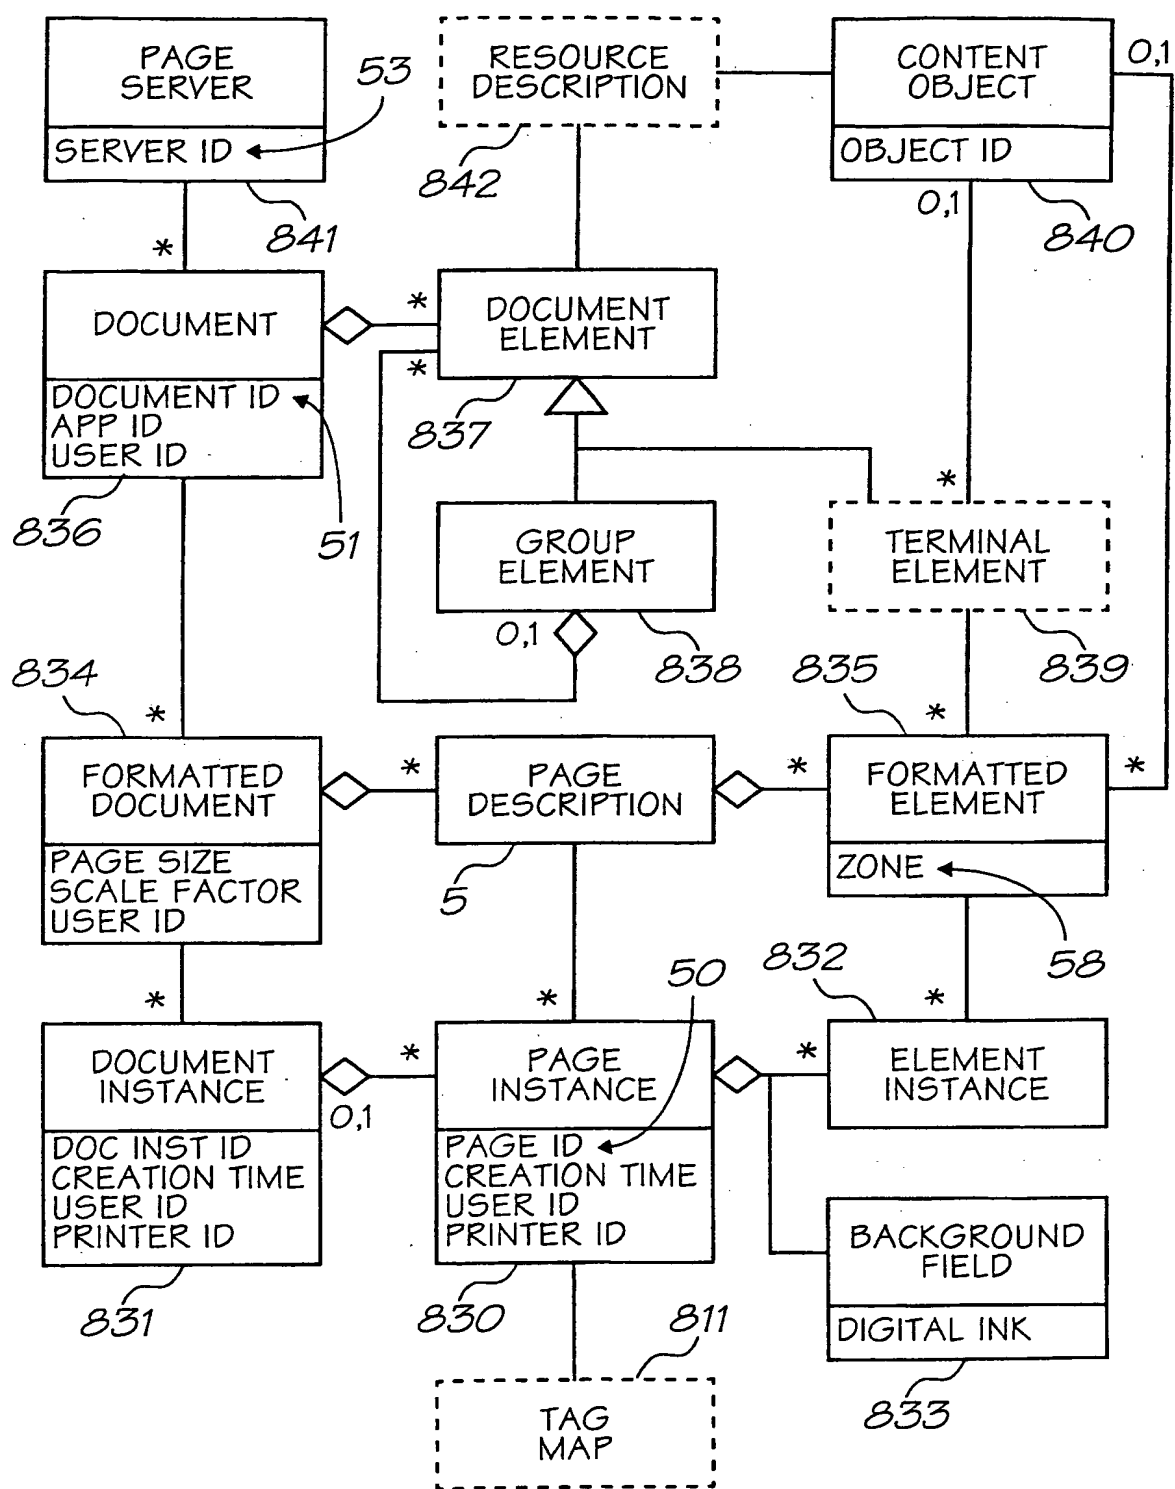 PAGE
SERVER
SERVER ID
53
841
RESOURCE
DESCRIPTION
842
CONTENT
OBJECT
OBJECT ID
0,1
0,1
840
*
DOCUMENT
DOCUMENT ID
APP ID
USER ID
836
51
*
*
DOCUMENT
ELEMENT
837
GROUP
ELEMENT
0,1
838
*
TERMINAL
ELEMENT
839
834
*
FORMATTED
DOCUMENT
PAGE SIZE
SCALE FACTOR
USER ID
*
PAGE
DESCRIPTION
5
835
*
*
*
FORMATTED
ELEMENT
ZONE
58
*
DOCUMENT
INSTANCE
0,1
DOC INST ID
CREATION TIME
USER ID
PRINTER ID
831
*
*
50
PAGE
INSTANCE
PAGE ID
CREATION TIME
USER ID
PRINTER ID
830
832
*
*
ELEMENT
INSTANCE
BACKGROUND
FIELD
DIGITAL INK
833
811
TAG
MAP